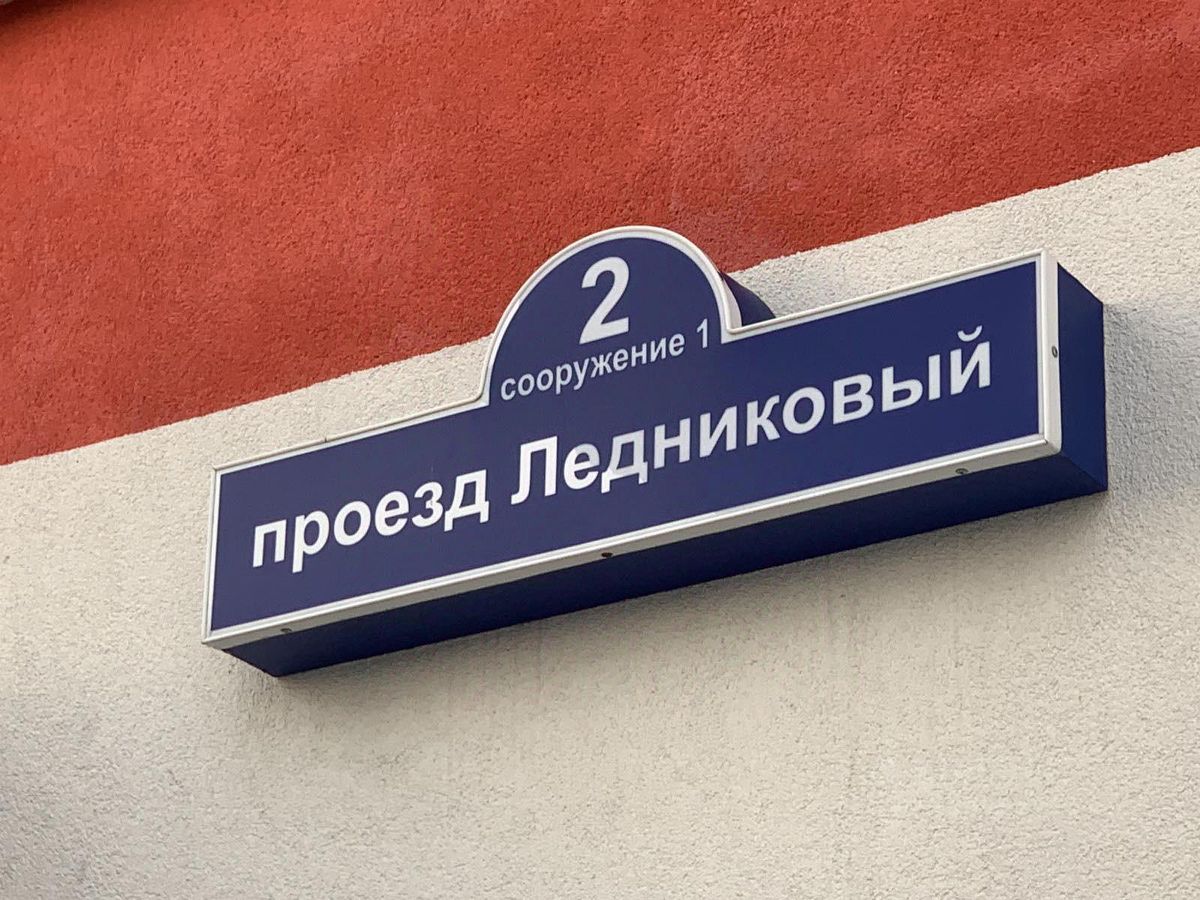 2
сооружение 1
проезд Ледниковый